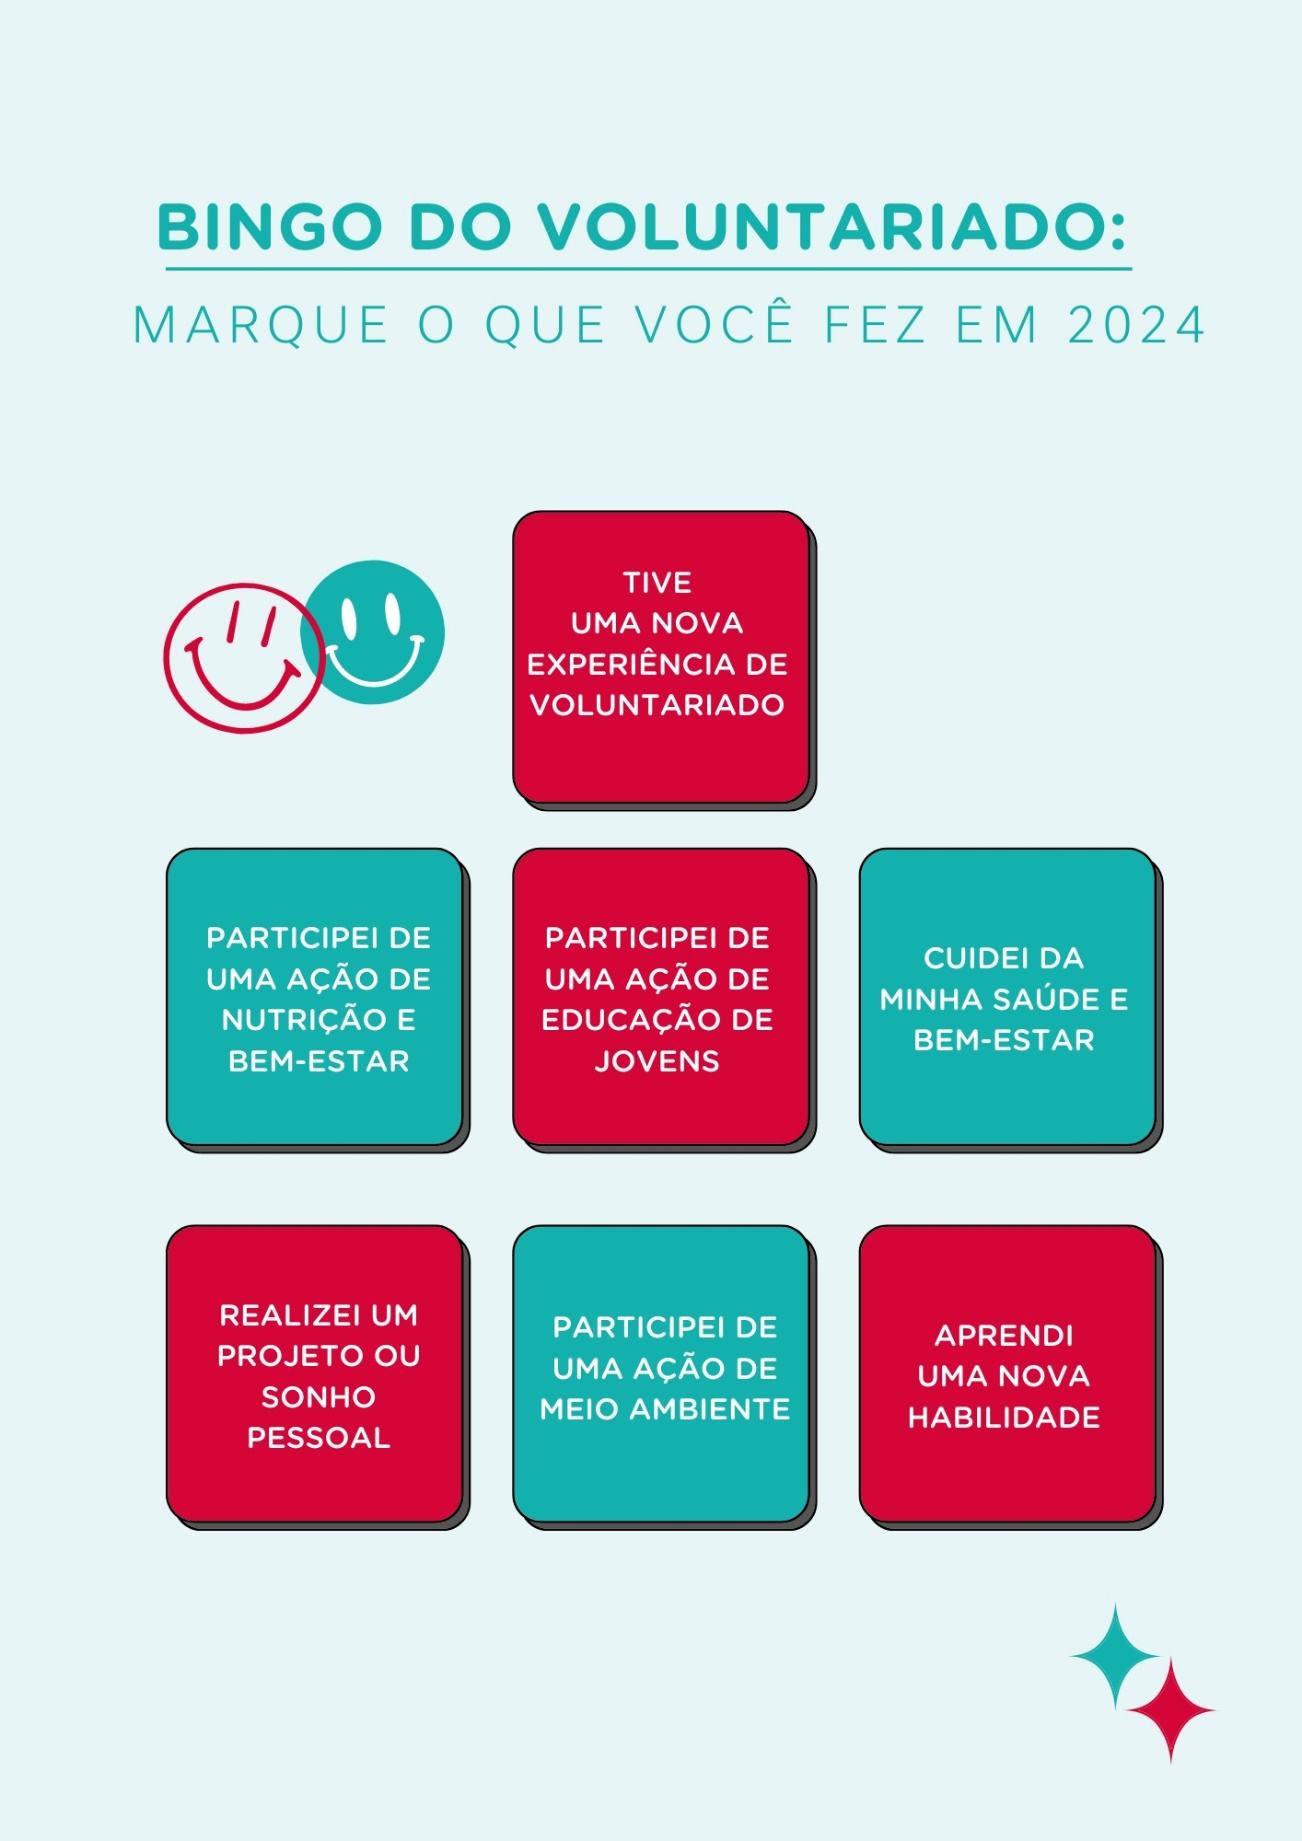 BINGO DO VOLUNTARIADO:
MARQUE O QUE VOCÊ FEZ EM 2024
TIVE
UMA NOVA
EXPERIÊNCIA DE
VOLUNTARIADO
PARTICIPEI DE
UMA AÇÃO DE
NUTRIÇÃO E
BEM-ESTAR
PARTICIPEI DE
UMA AÇÃO DE
EDUCAÇÃO DE
JOVENS
CUIDEI DA
MINHA SAÚDE E
BEM-ESTAR
REALIZEI UM
PROJETO OU
SONHO
PESSOAL
PARTICIPEI DE
UMA AÇÃO DE
MEIO AMBIENTE
APRENDI
UMA NOVA
HABILIDADE